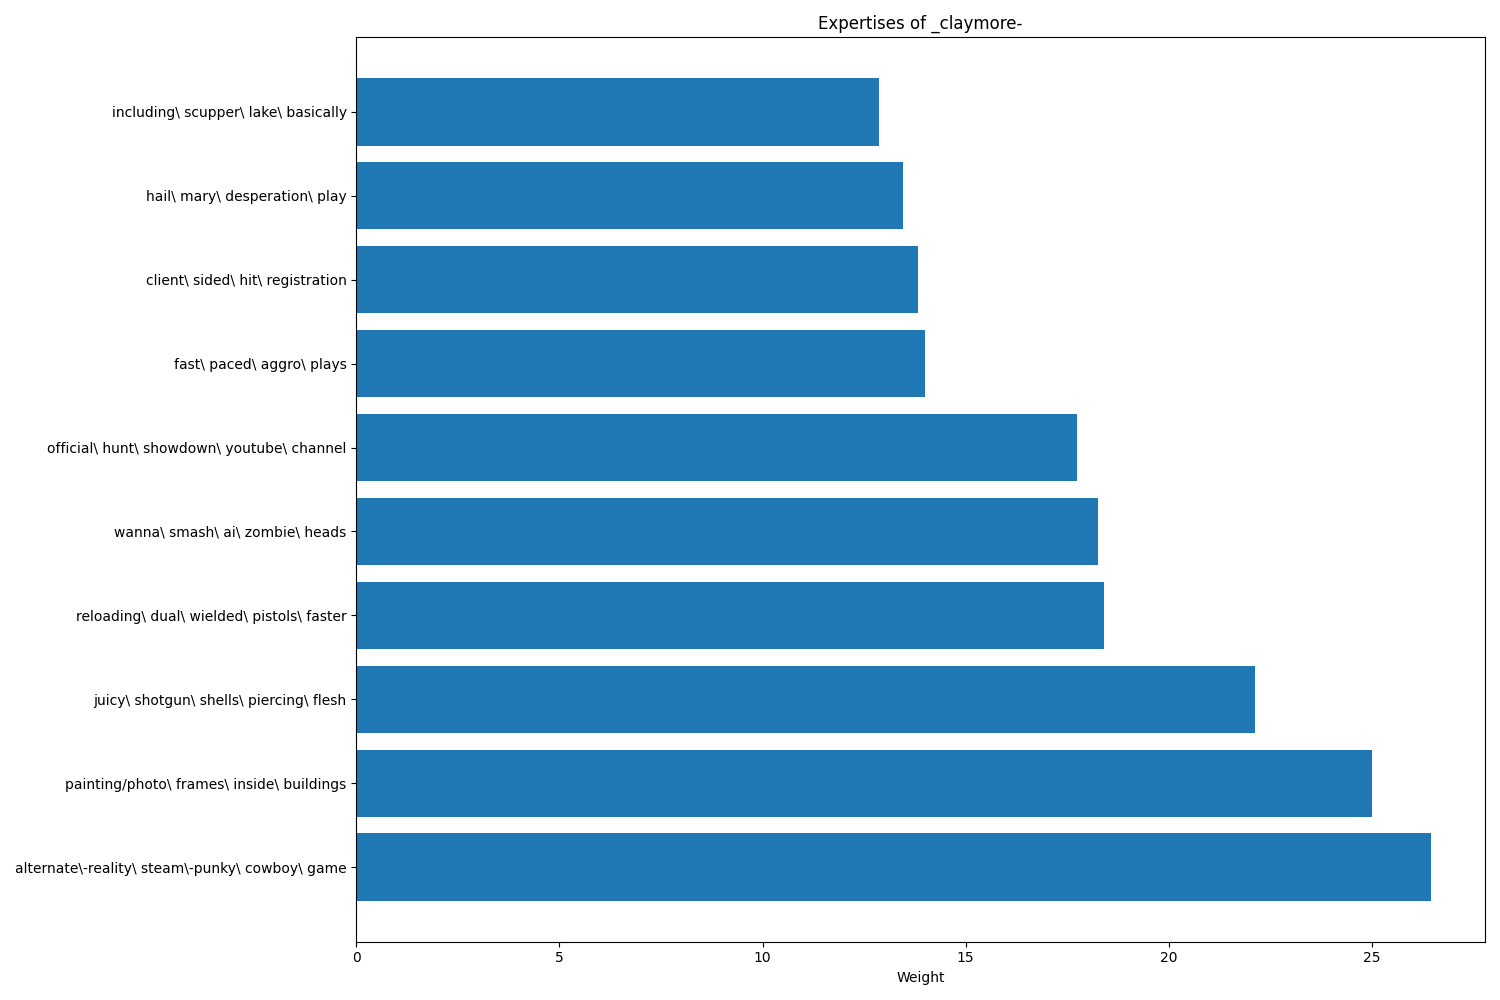 Expertises of _claymore-
including\ scupper\ lake\ basically
hail\ mary\ desperation\ play
client\ sided\ hit\ registration
fast\ paced\ aggro\ plays
official\ hunt\ showdown\ youtube\ channel
wanna\ smash\ ai\ zombie\ heads
reloading\ dual\ wielded\ pistols\ faster
juicy\ shotgun\ shells\ piercing\ flesh
painting/photo\ frames\ inside\ buildings
alternate\-reality\ steam\-punky\ cowboy\ game
0 5 10 15 20 25
Weight